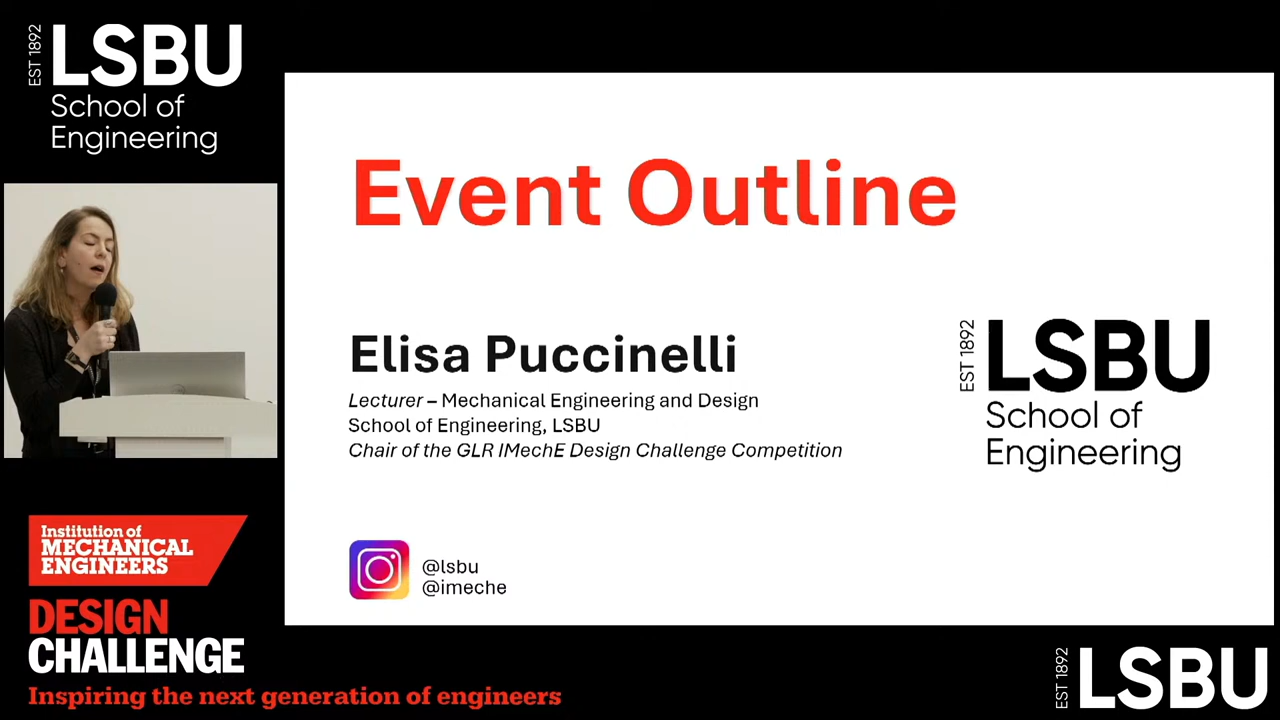 EST 1892
LSBU
School of
Engineering
Event Outline
Elisa Puccinelli
Lecturer – Mechanical Engineering and Design
School of Engineering, LSBU
Chair of the GLR IMechE Design Challenge Competition
EST 1892
LSBU
School of
Engineering
@lsbu
@imeche
Institution of
MECHANICAL
ENGINEERS
DESIGN
CHALLENGE
Inspiring the next generation of engineers
EST 1892
LSBU